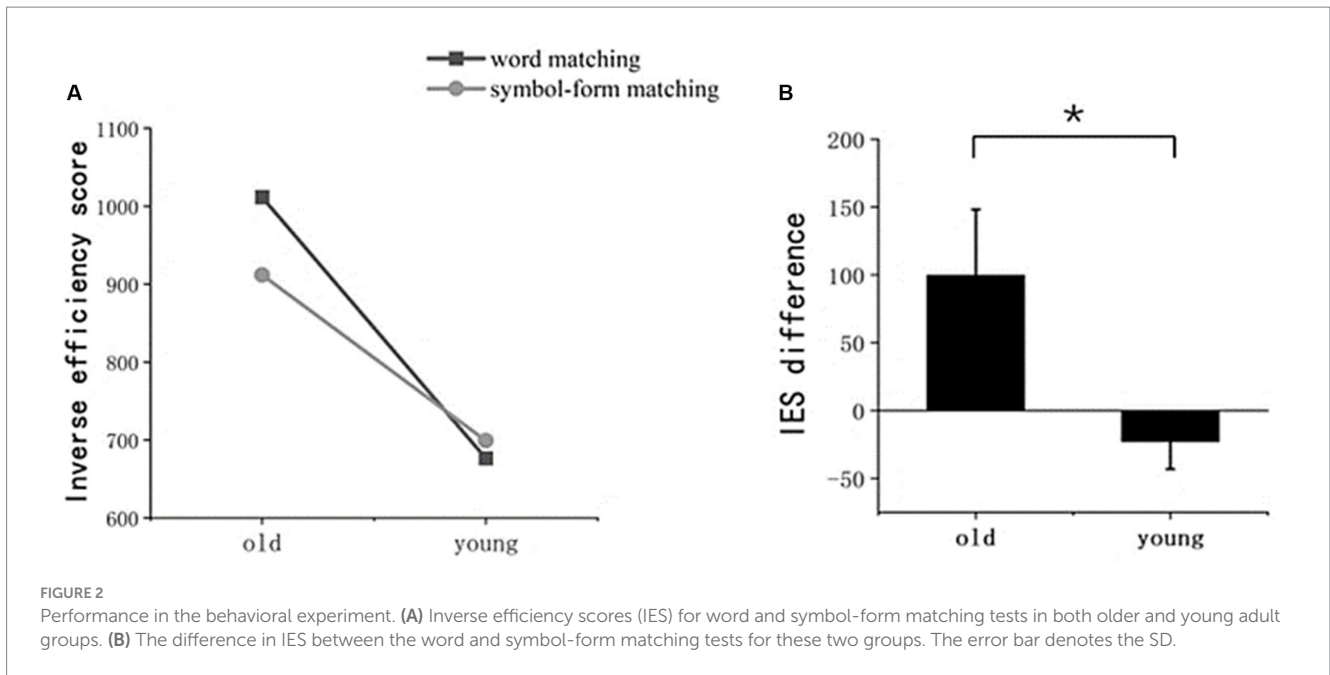 word matching
symbol-form matching
A
Inverse efficiency score
1100
1000
900
800
700
600
old
young
B
*
IES difference
200
150
100
50
0
-50
old
young
FIGURE 2
Performance in the behavioral experiment. (A) Inverse efficiency scores (IES) for word and symbol-form matching tests in both older and young adult
groups. (B) The difference in IES between the word and symbol-form matching tests for these two groups. The error bar denotes the SD.